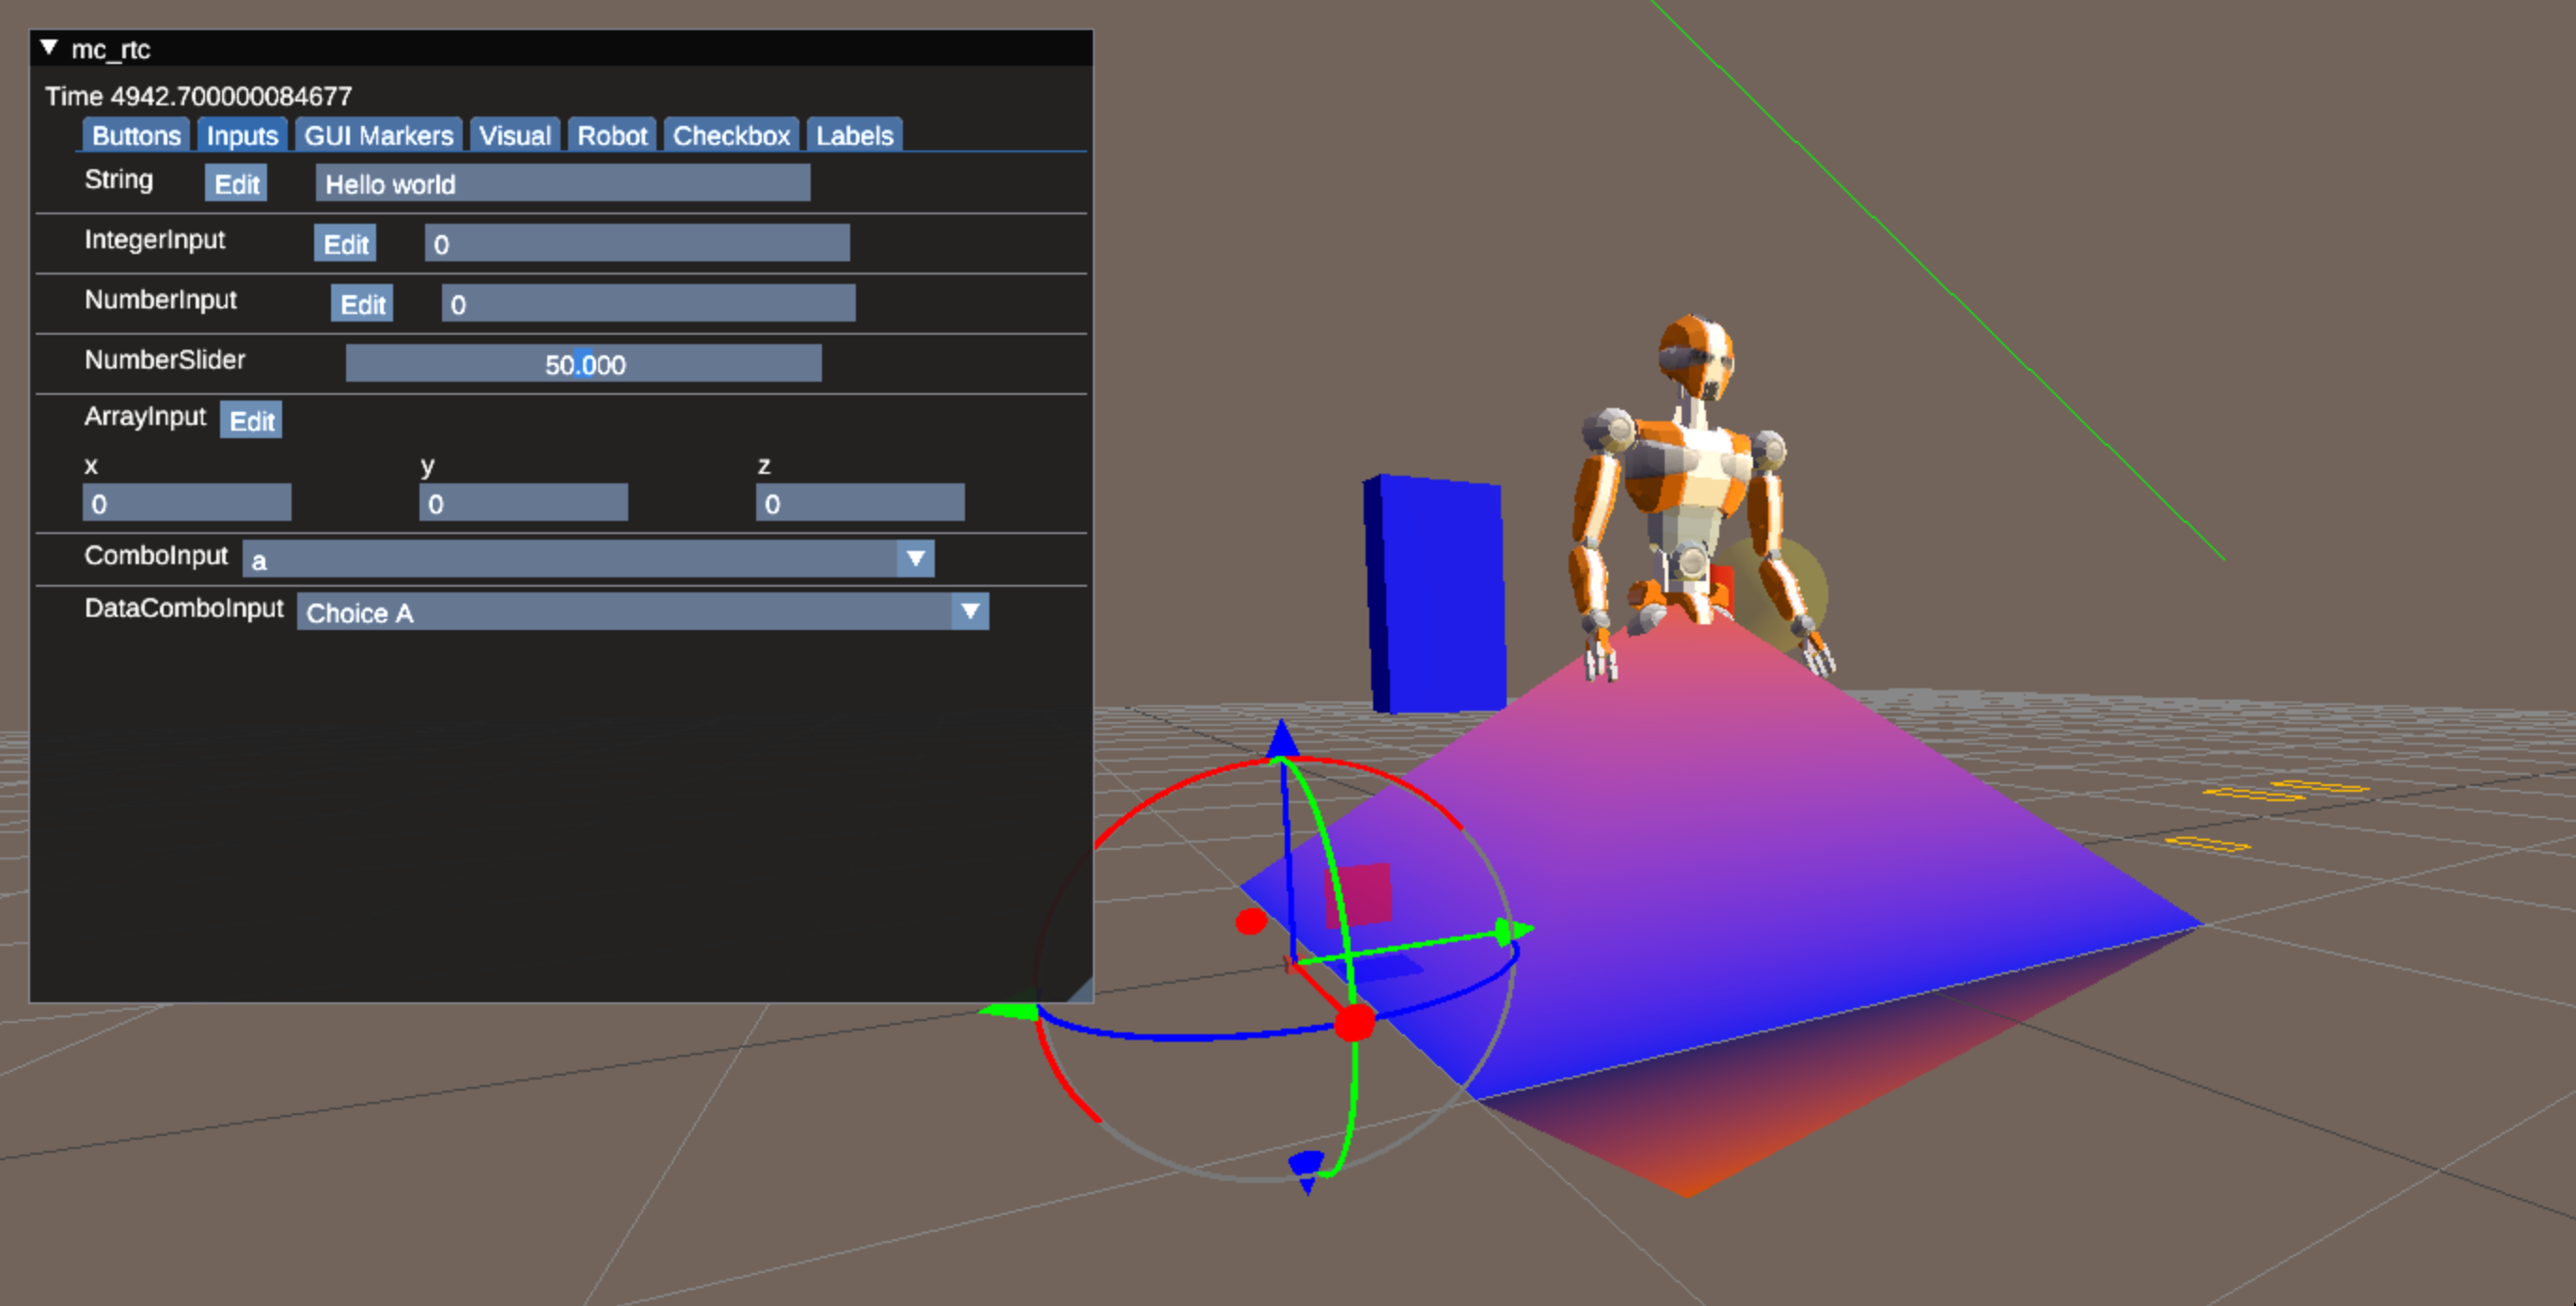 mc_rtc
Time 4942.700000084677
Buttons Inputs GUI Markers Visual Robot Checkbox Labels
String Edit Hello world
IntegerInput Edit 0
NumberInput Edit 0
NumberSlider 50.000
ArrayInput Edit
x y z
0 0 0
ComboInput a
DataComboInput Choice A